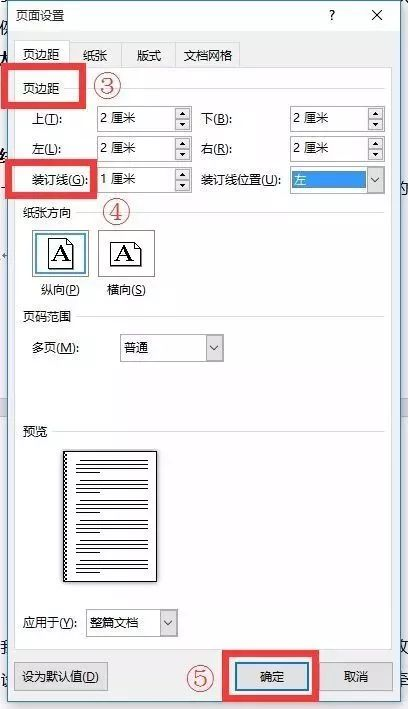 页面设置
页边距 纸张 版式 文档网格
页边距 ③
上(T): 2 厘米 下(B): 2 厘米
左(L): 2 厘米 右(R): 2 厘米
装订线(G): 1 厘米 装订线位置(U): 左
④
纸张方向
A A
纵向(P) 横向(S)
页码范围
多页(M): 普通
预览
应用于(Y): 整篇文档
设为默认值(D) ⑤ 确定 取消